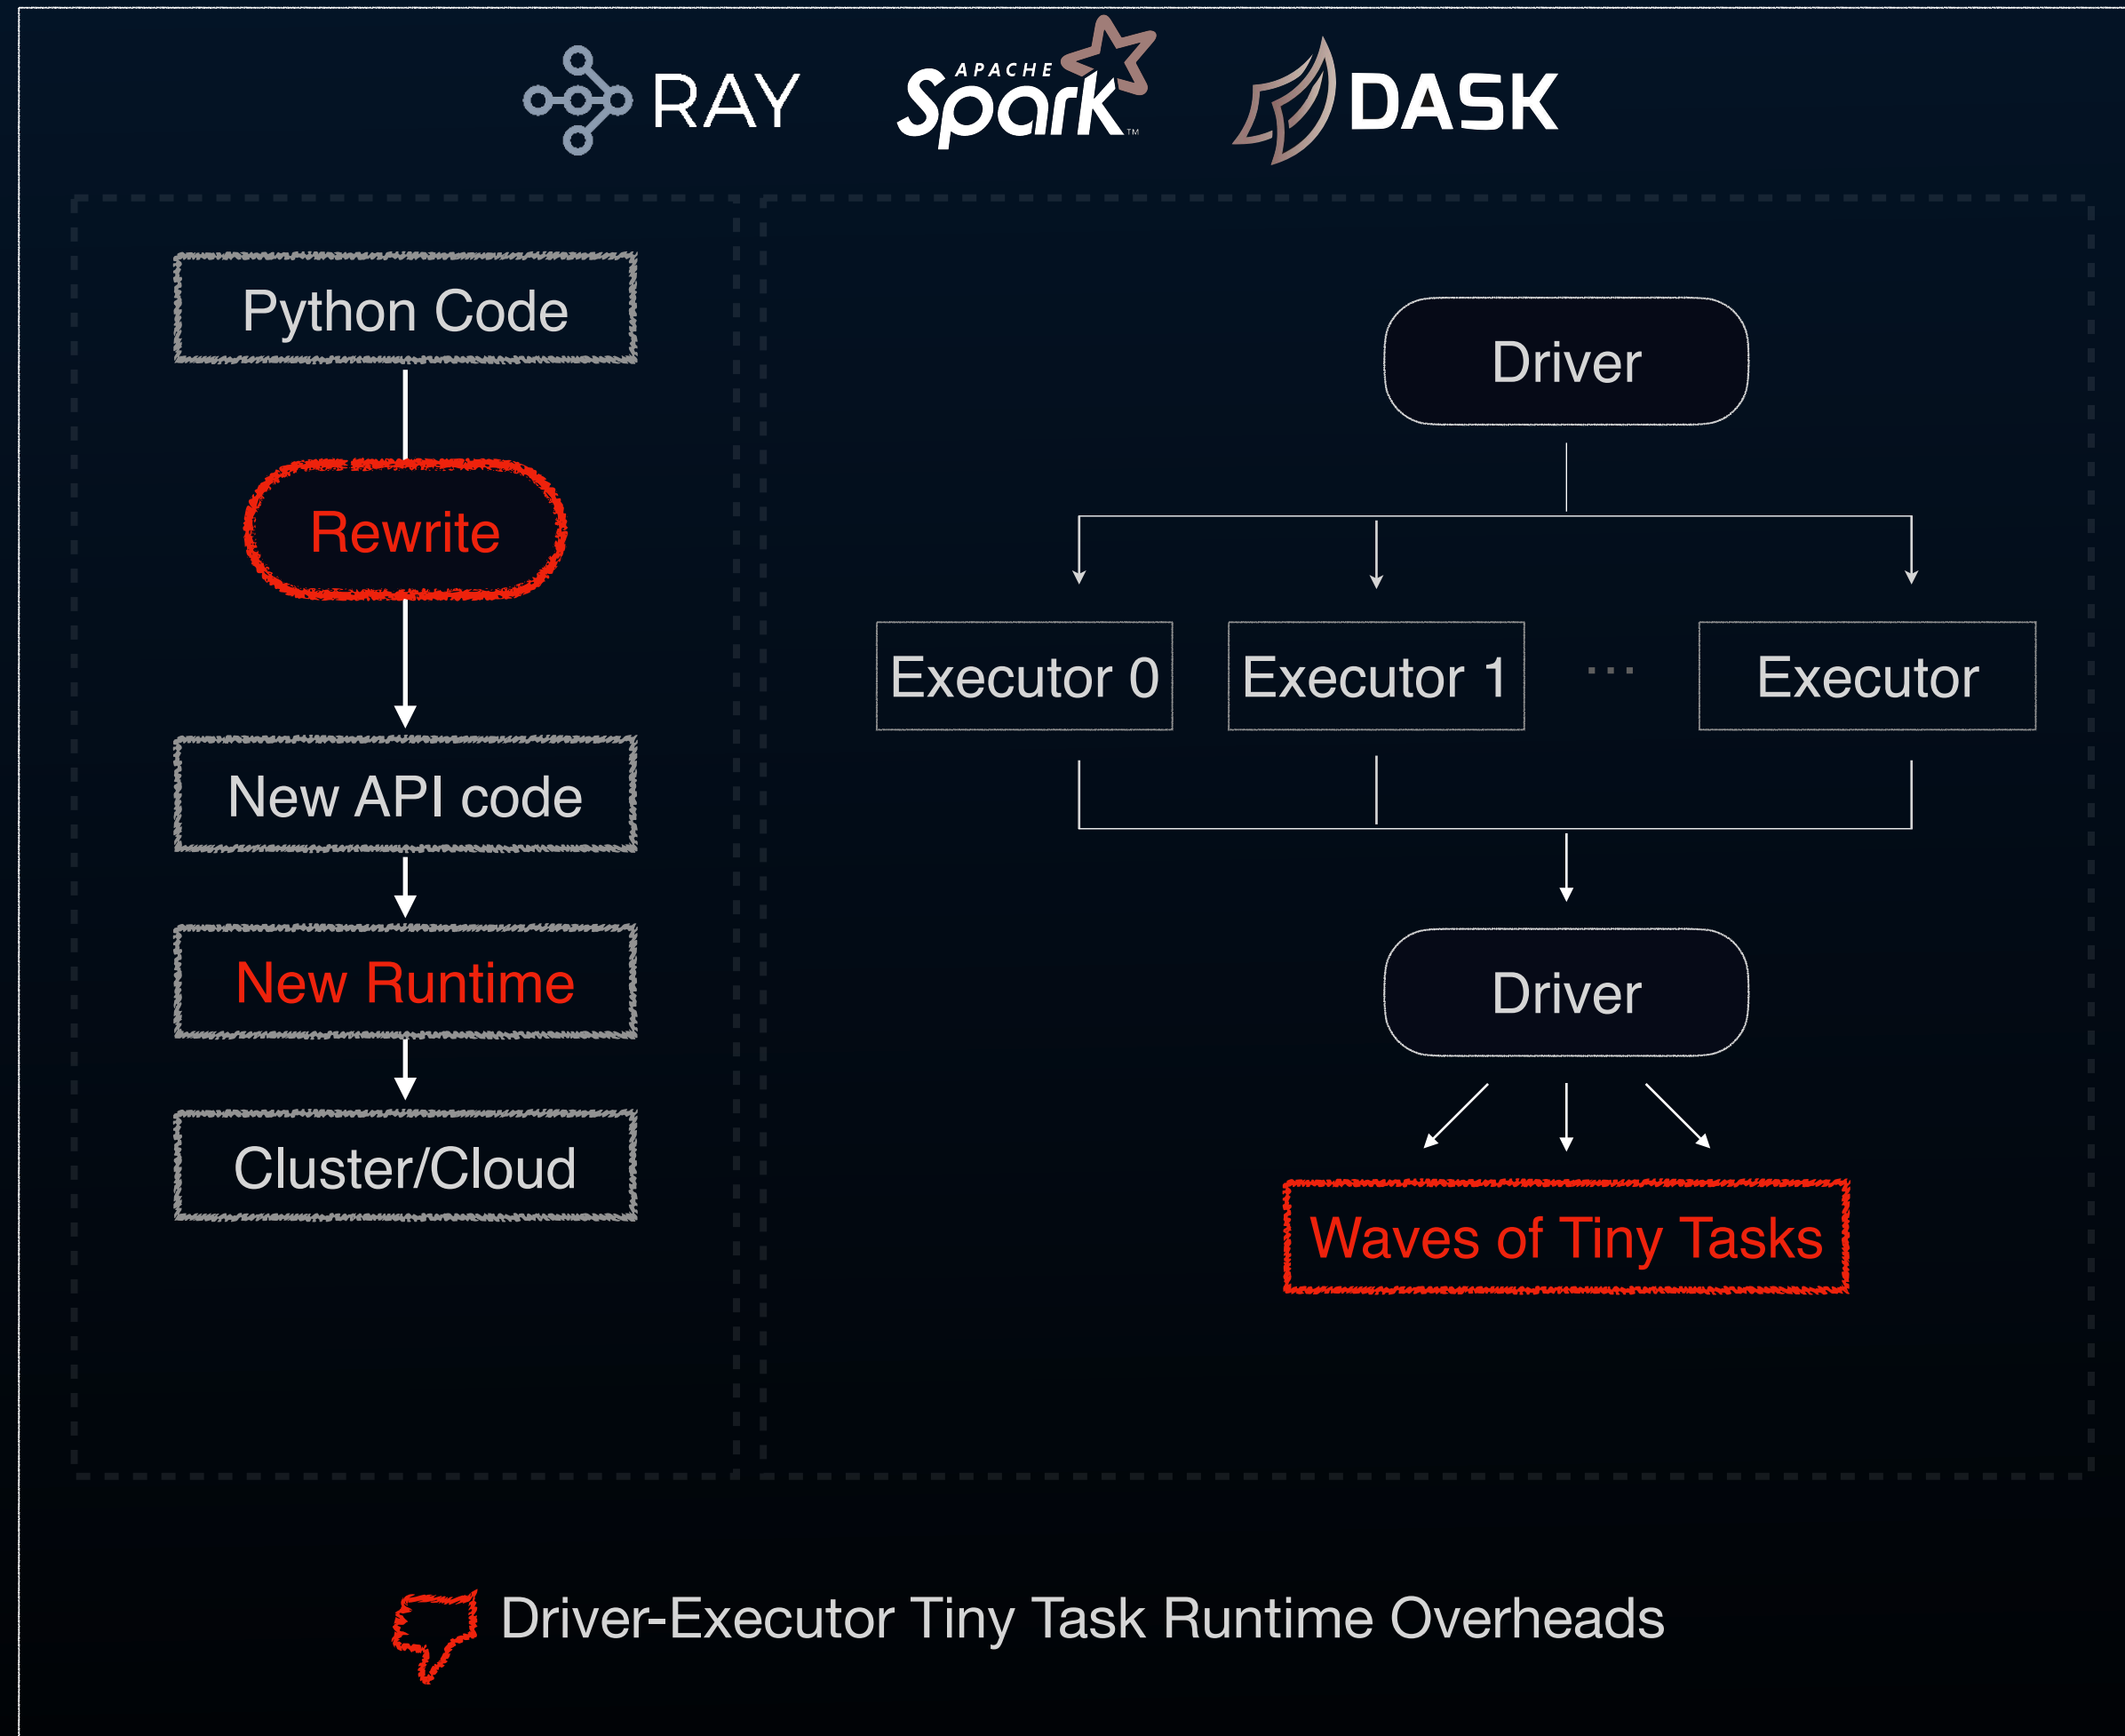 RAY
APACHE
Spark™
DASK
Python Code
Rewrite
New API code
New Runtime
Cluster/Cloud
Driver
Executor 0
Executor 1
...
Executor
Driver
Waves of Tiny Tasks
Driver-Executor Tiny Task Runtime Overheads